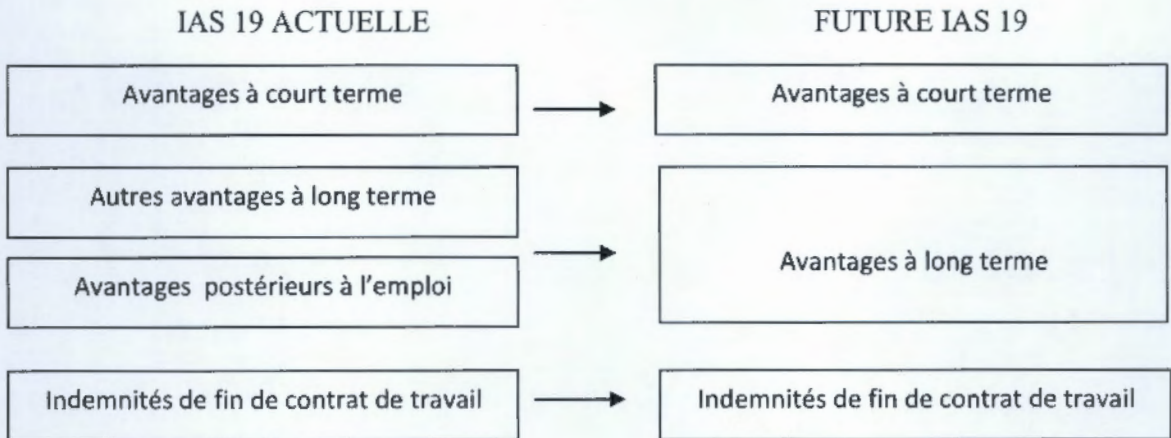 IAS 19 ACTUELLE
FUTURE IAS 19
Avantages à court terme
Avantages à court terme
Autres avantages à long terme
Avantages postérieurs à l'emploi
Avantages à long terme
Indemnités de fin de contrat de travail
Indemnités de fin de contrat de travail